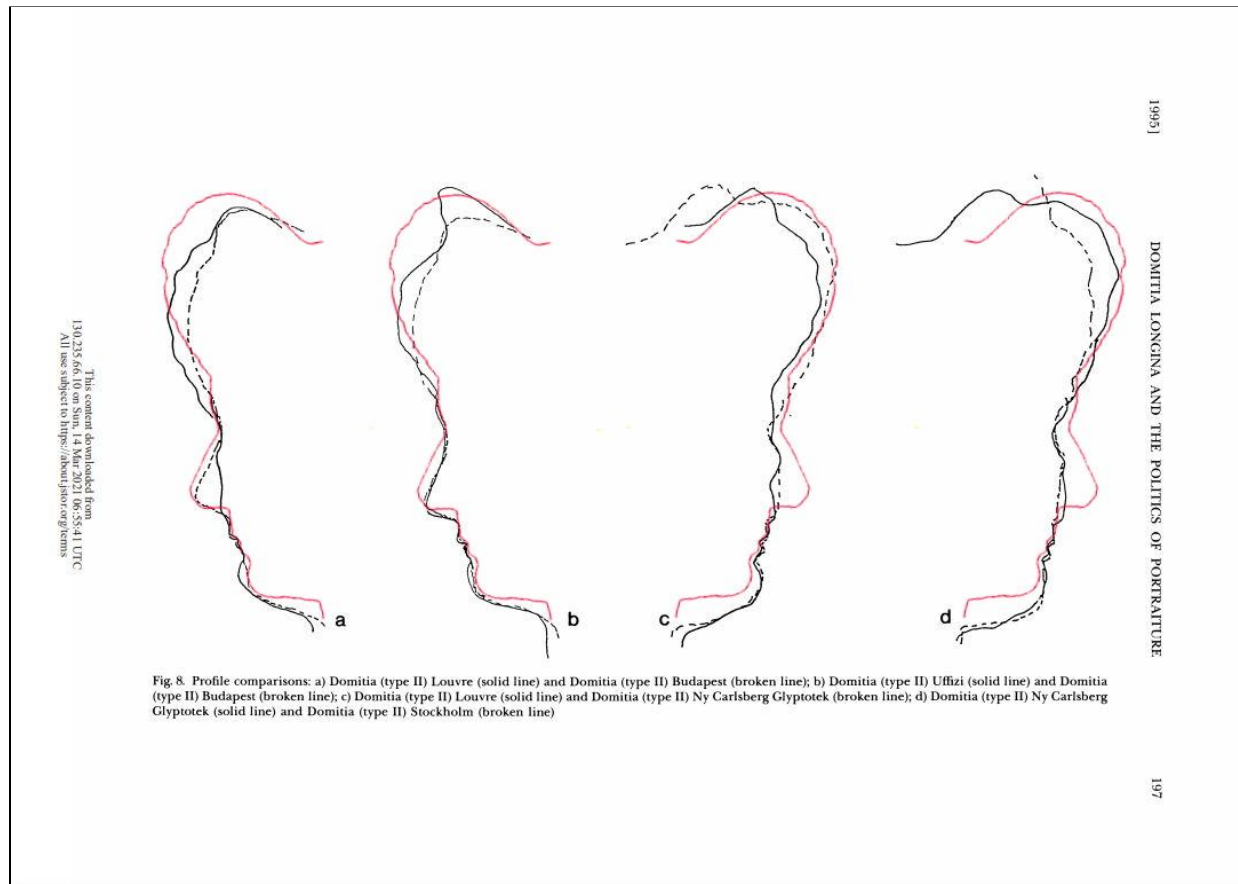 1995]
DOMITIA LONGINA AND THE POLITICS OF PORTRAITURE
197
a
b
c
d
Fig. 8. Profile comparisons: a) Domitia (type II) Louvre (solid line) and Domitia (type II) Budapest (broken line); b) Domitia (type II) Uffizi (solid line) and Domitia
(type II) Budapest (broken line); c) Domitia (type II) Louvre (solid line) and Domitia (type II) Ny Carlsberg Glyptotek (broken line); d) Domitia (type II) Ny Carlsberg
Glyptotek (solid line) and Domitia (type II) Stockholm (broken line)
This content downloaded from
130.235.66.10 on Sun, 14 Mar 2021 06:55:41 UTC
All use subject to https://about.jstor.org/terms